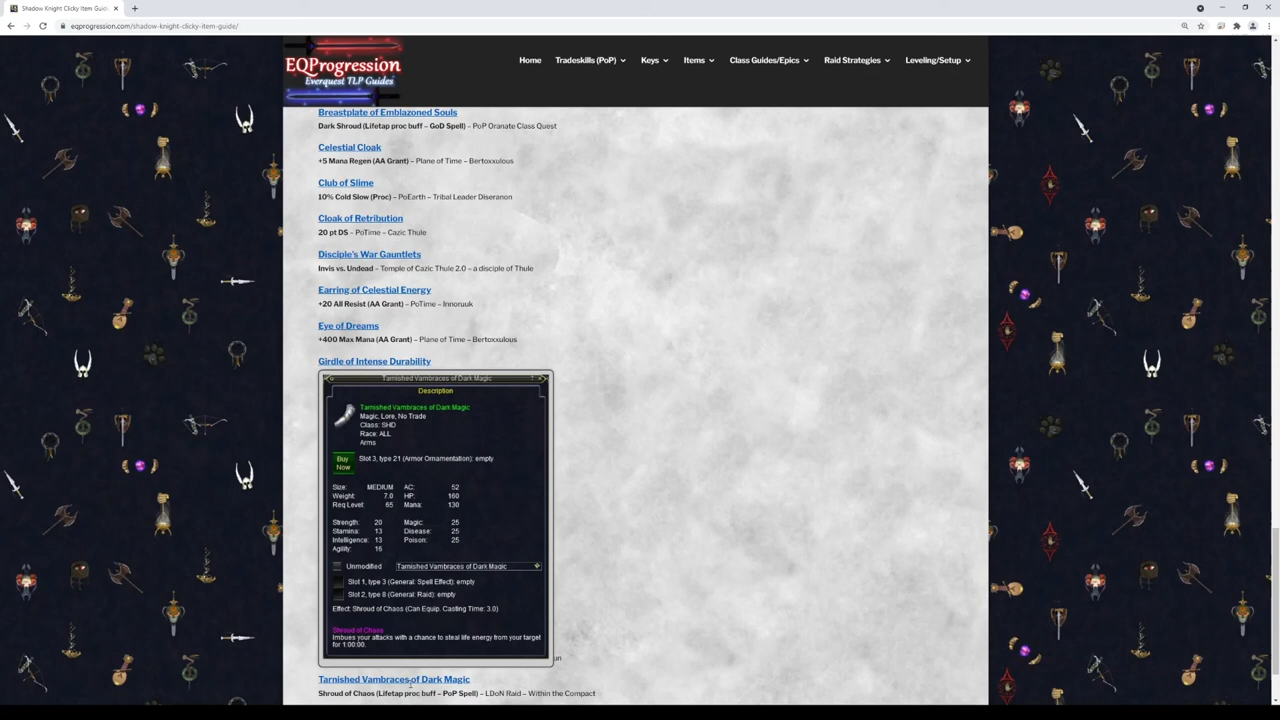 Shadow Knight Clicky Item Guide
eqprogression.com/shadow-knight-clicky-item-guide/
EQProgression
Everquest TLP Guides
Home
Tradeskills (PoP)
Keys
Items
Class Guides/Epics
Raid Strategies
Leveling/Setup
Breastplate of Emblazoned Souls
Dark Shroud (Lifetap proc buff – GoD Spell) – PoP Oranate Class Quest
Celestial Cloak
+5 Mana Regen (AA Grant) – Plane of Time – Bertoxxulous
Club of Slime
10% Cold Slow (Proc) – PoEarth – Tribal Leader Diseranon
Cloak of Retribution
20 pt DS – PoTime – Cazic Thule
Disciple's War Gauntlets
Invis vs. Undead – Temple of Cazic Thule 2.0 – a disciple of Thule
Earring of Celestial Energy
+20 All Resist (AA Grant) – PoTime – Innoruuk
Eye of Dreams
+400 Max Mana (AA Grant) – Plane of Time – Bertoxxulous
Girdle of Intense Durability
Tarnished Vambraces of Dark Magic
Description
Tarnished Vambraces of Dark Magic
Magic, Lore, No Trade
Class: SHD
Race: ALL
Arms
Buy Now
Slot 3, type 21 (Armor Ornamentation): empty
Size: MEDIUM AC: 52
Weight: 7.0 HP: 160
Req Level: 65 Mana: 130
Strength: 20 Magic: 25
Stamina: 13 Disease: 25
Intelligence: 13 Poison: 25
Agility: 16
Unmodified Tarnished Vambraces of Dark Magic
Slot 1, type 3 (General: Spell Effect): empty
Slot 2, type 8 (General: Raid): empty
Effect: Shroud of Chaos (Can Equip. Casting Time: 3.0)
Shroud of Chaos
Imbues your attacks with a chance to steal life energy from your target
for 1:00:00.
un
Tarnished Vambraces of Dark Magic
Shroud of Chaos (Lifetap proc buff – PoP Spell) – LDoN Raid – Within the Compact